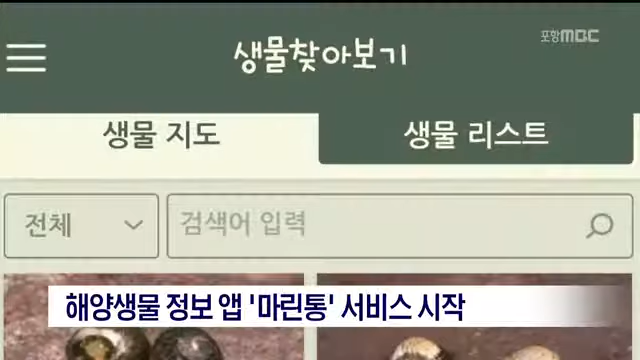 포항MBC
생물찾아보기
생물 지도
생물 리스트
전체
검색어 입력
해양생물 정보 앱 '마린통' 서비스 시작